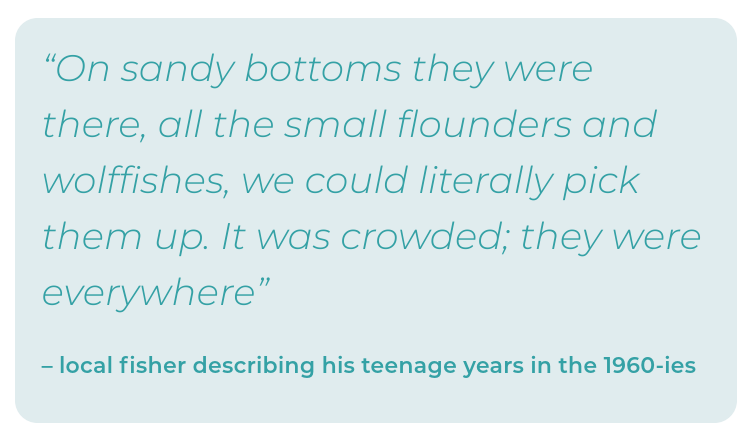 “On sandy bottoms they were
there, all the small flounders and
wolffishes, we could literally pick
them up. It was crowded; they were
everywhere”
– local fisher describing his teenage years in the 1960-ies